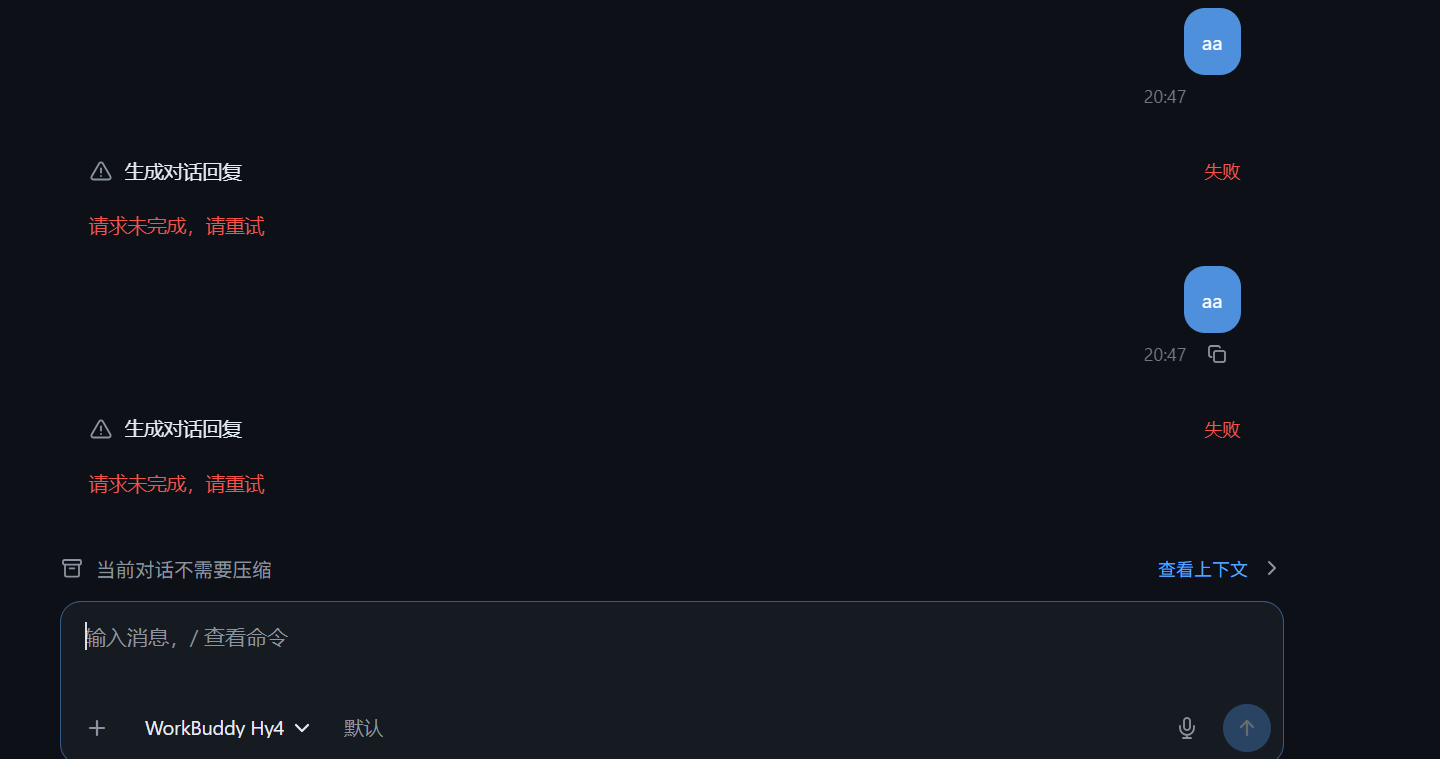 aa
20:47
生成对话回复 失败
请求未完成，请重试
aa
20:47
生成对话回复 失败
请求未完成，请重试
当前对话不需要压缩 查看上下文
输入消息，/ 查看命令
WorkBuddy Hy4 默认